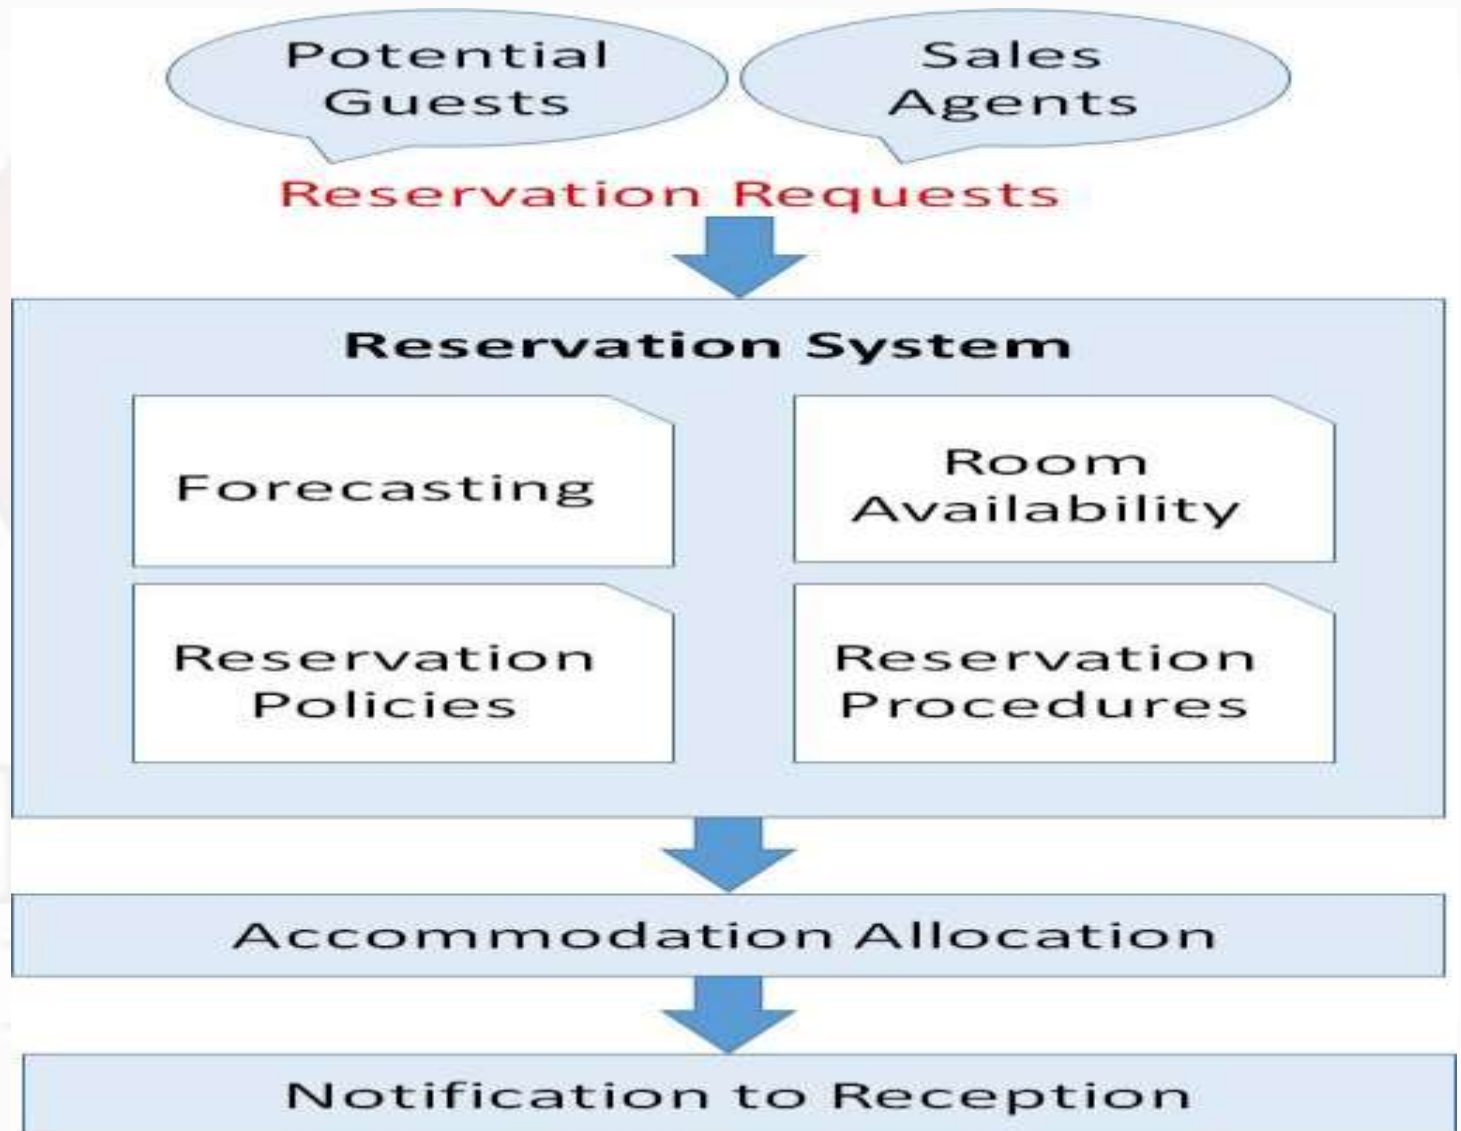 Potential
Guests
Sales
Agents
Reservation Requests
Reservation System
Forecasting
Room
Availability
Reservation
Policies
Reservation
Procedures
Accommodation Allocation
Notification to Reception